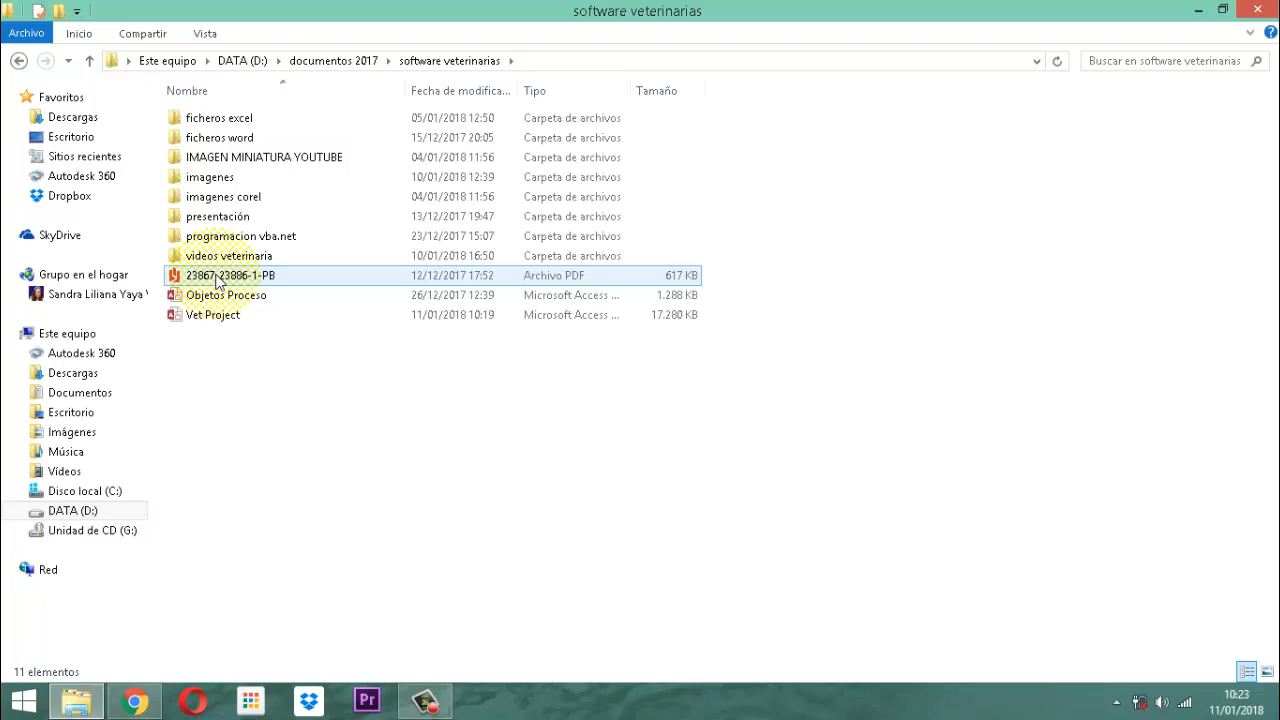 software veterinarias
Archivo Inicio Compartir Vista
Este equipo DATA (D:) documentos 2017 software veterinarias Buscar en software veterinarias
Nombre Fecha de modifica... Tipo Tamaño
Favoritos
Descargas
Escritorio
Sitios recientes
Autodesk 360
Dropbox
SkyDrive
Grupo en el hogar
Sandra Liliana Yaya
Este equipo
Autodesk 360
Descargas
Documentos
Escritorio
Imágenes
Música
Vídeos
Disco local (C:)
DATA (D:)
Unidad de CD (G:)
Red
ficheros excel 05/01/2018 12:50 Carpeta de archivos
ficheros word 15/12/2017 20:05 Carpeta de archivos
IMAGEN MINIATURA YOUTUBE 04/01/2018 11:56 Carpeta de archivos
imagenes 10/01/2018 12:39 Carpeta de archivos
imagenes corel 04/01/2018 11:56 Carpeta de archivos
presentación 13/12/2017 19:47 Carpeta de archivos
programacion vba.net 23/12/2017 15:07 Carpeta de archivos
videos veterinaria 10/01/2018 16:50 Carpeta de archivos
23867-23886-1-PB 12/12/2017 17:52 Archivo PDF 617 KB
Objetos Proceso 26/12/2017 12:39 Microsoft Access ... 1.288 KB
Vet Project 11/01/2018 10:19 Microsoft Access ... 17.280 KB
11 elementos
Pr
10:23
11/01/2018